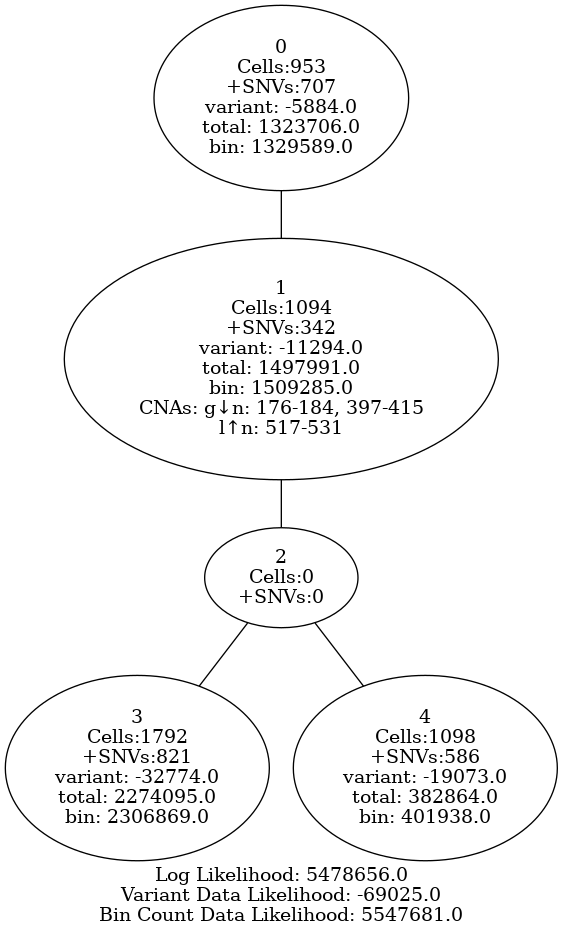 0
Cells:953
+SNVs:707
variant: -5884.0
total: 1323706.0
bin: 1329589.0
1
Cells:1094
+SNVs:342
variant: -11294.0
total: 1497991.0
bin: 1509285.0
CNAs: g↓n: 176-184, 397-415
l↑n: 517-531
2
Cells:0
+SNVs:0
3
Cells:1792
+SNVs:821
variant: -32774.0
total: 2274095.0
bin: 2306869.0
4
Cells:1098
+SNVs:586
variant: -19073.0
total: 382864.0
bin: 401938.0
Log Likelihood: 5478656.0
Variant Data Likelihood: -69025.0
Bin Count Data Likelihood: 5547681.0